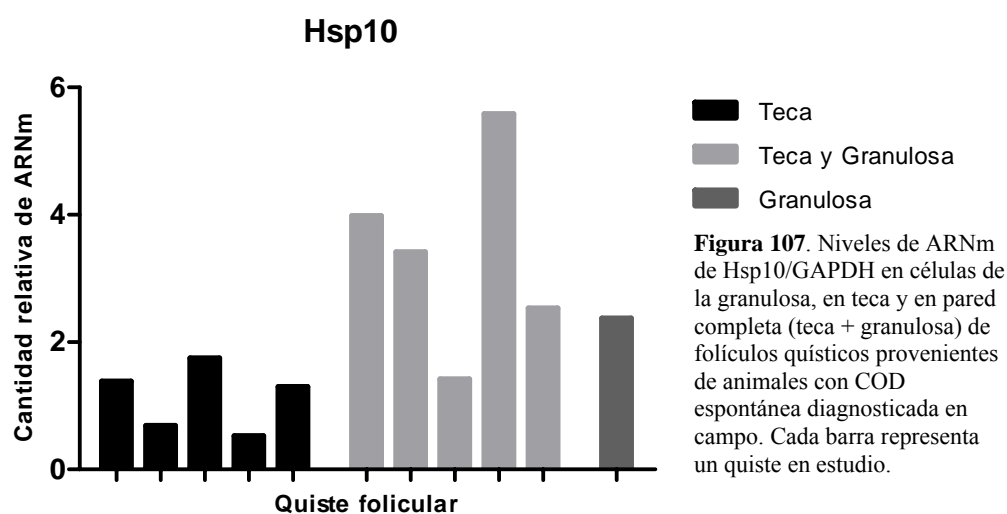 Hsp10
Cantidad relativa de ARNm
6
4
2
0
Quiste folicular
Teca
Teca y Granulosa
Granulosa
Figura 107. Niveles de ARNm
de Hsp10/GAPDH en células de
la granulosa, en teca y en pared
completa (teca + granulosa) de
folículos quísticos provenientes
de animales con COD
espontánea diagnosticada en
campo. Cada barra representa
un quiste en estudio.